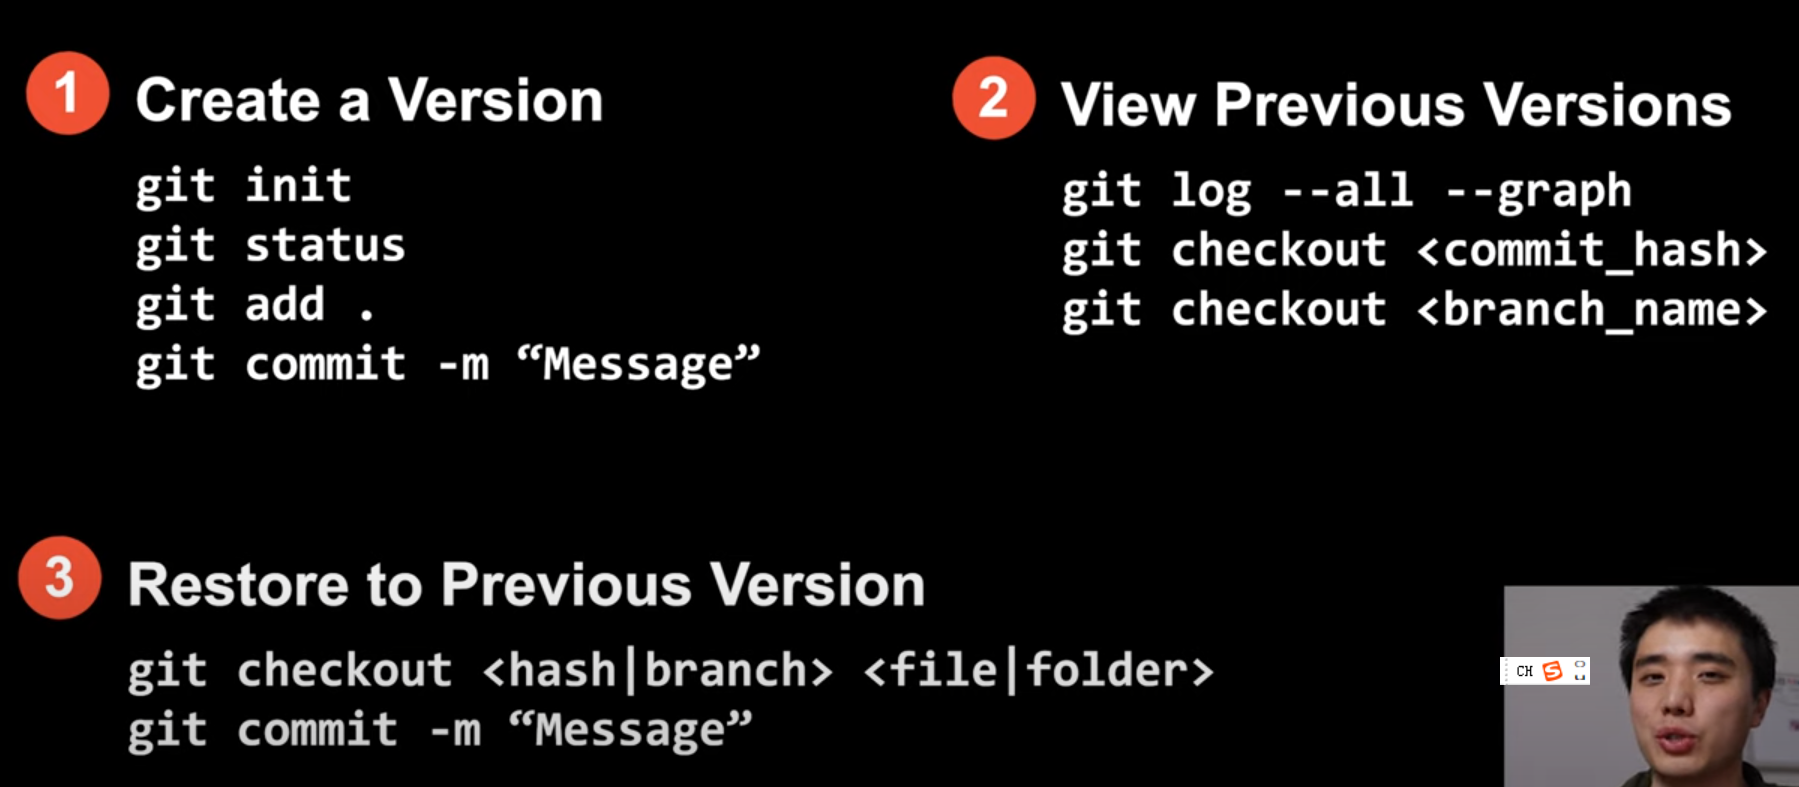 1 Create a Version
git init
git status
git add .
git commit -m “Message”
2 View Previous Versions
git log --all --graph
git checkout <commit_hash>
git checkout <branch_name>
3 Restore to Previous Version
git checkout <hash|branch> <file|folder>
git commit -m “Message”
CH S